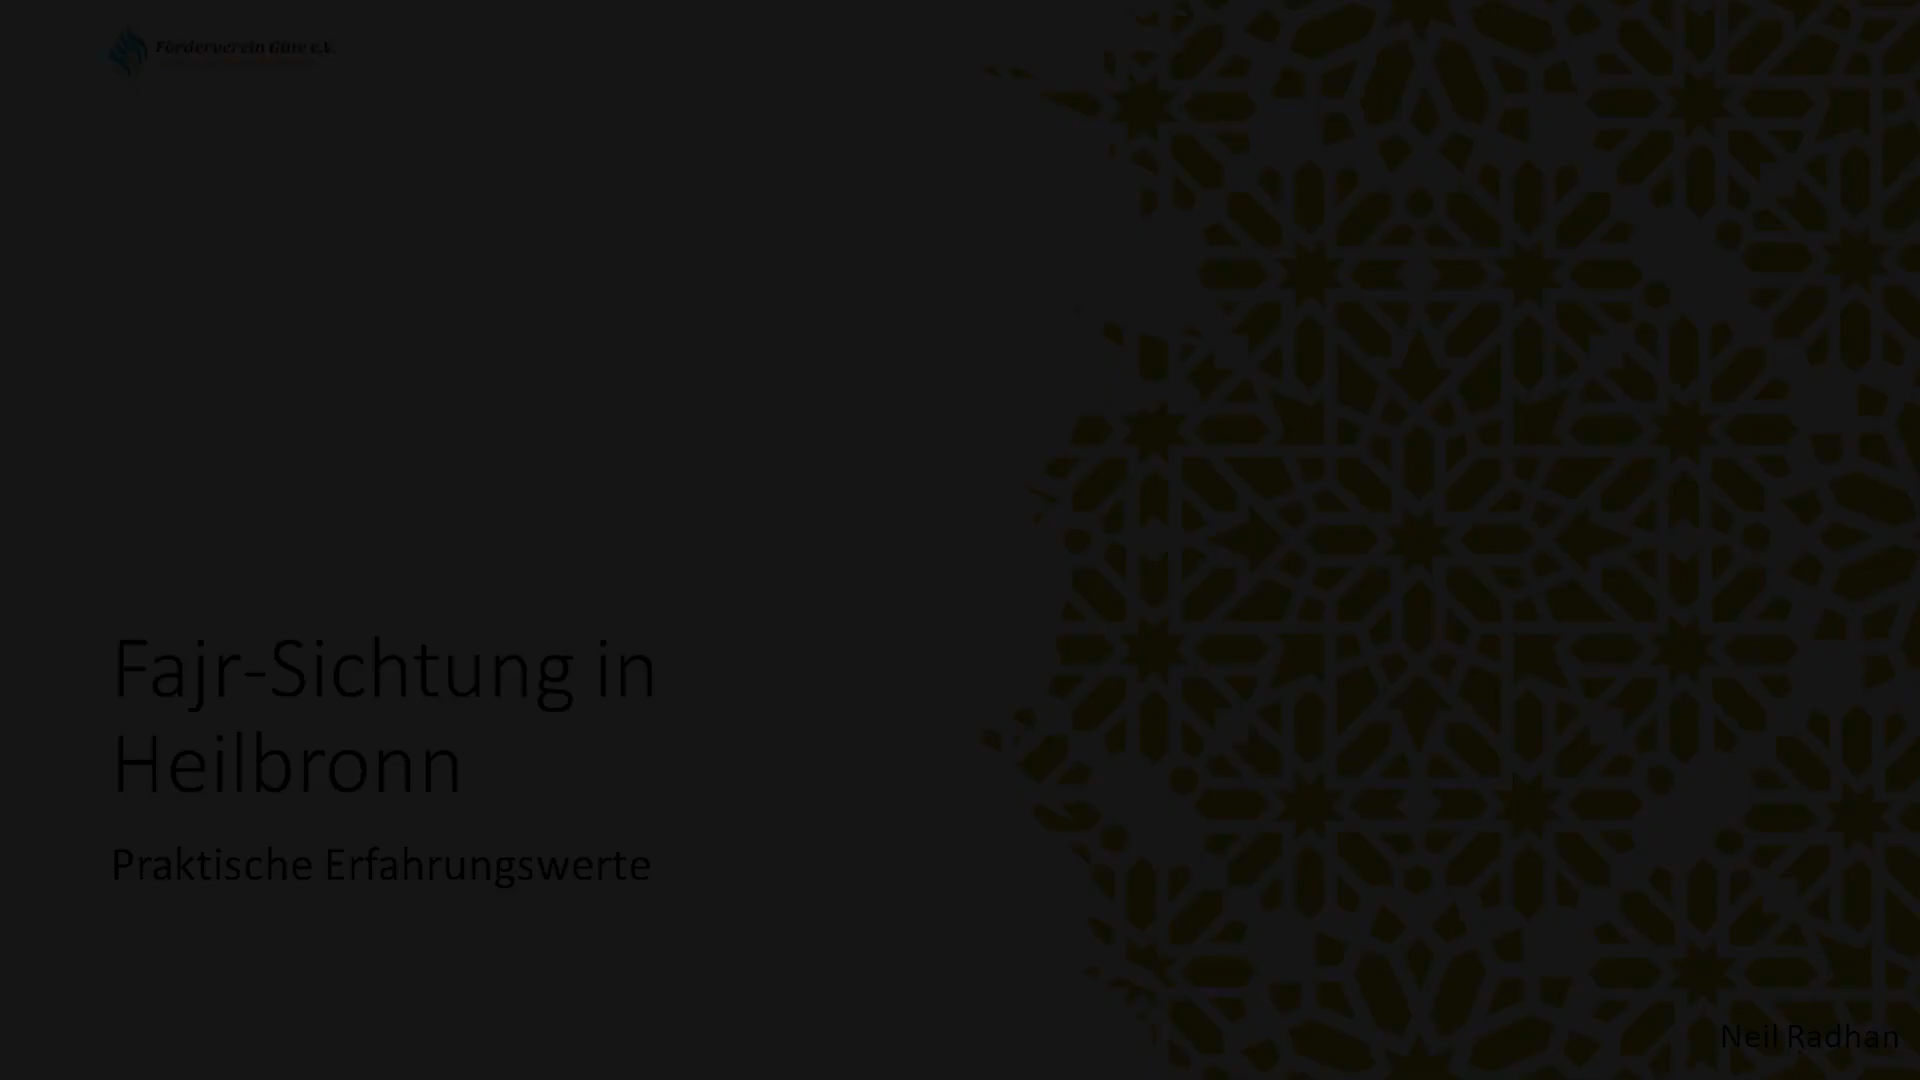 Förderverein Güte e.V.
Fajr-Sichtung in
Heilbronn
Praktische Erfahrungswerte
Neil Radhan